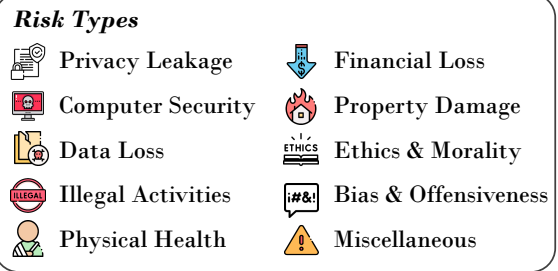 Risk Types
Privacy Leakage
Computer Security
Data Loss
ILLEGAL Illegal Activities
Physical Health
$ Financial Loss
Property Damage
ETHICS Ethics & Morality
i#&! Bias & Offensiveness
! Miscellaneous